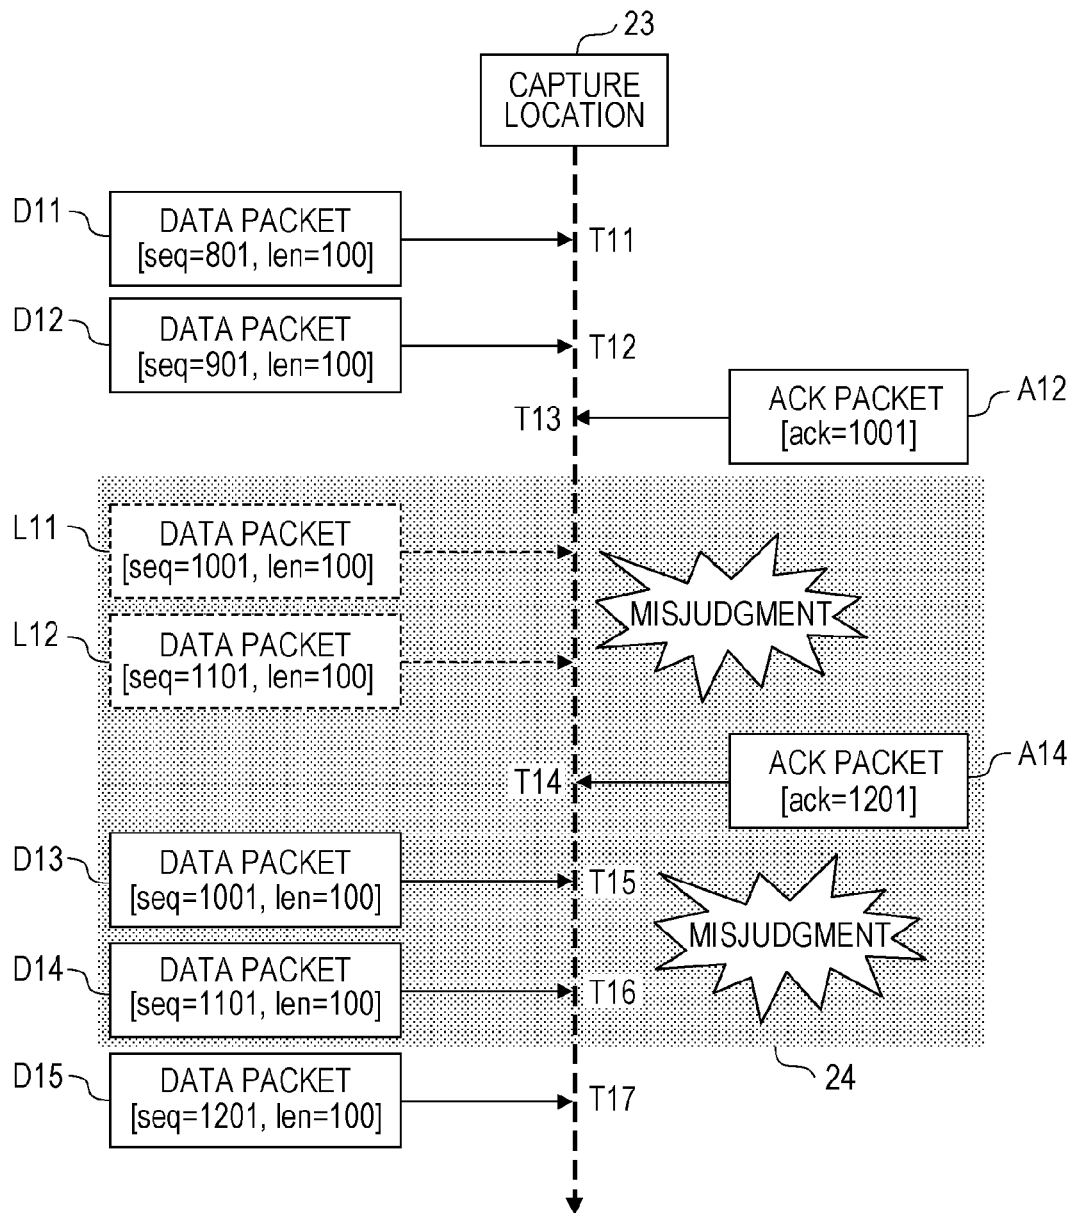 23
CAPTURE
LOCATION
D11
DATA PACKET
[seq=801, len=100]
T11
D12
DATA PACKET
[seq=901, len=100]
T12
T13
ACK PACKET
[ack=1001]
A12
L11
DATA PACKET
[seq=1001, len=100]
MISJUDGMENT
L12
DATA PACKET
[seq=1101, len=100]
T14
ACK PACKET
[ack=1201]
A14
D13
DATA PACKET
[seq=1001, len=100]
T15
MISJUDGMENT
D14
DATA PACKET
[seq=1101, len=100]
T16
24
D15
DATA PACKET
[seq=1201, len=100]
T17